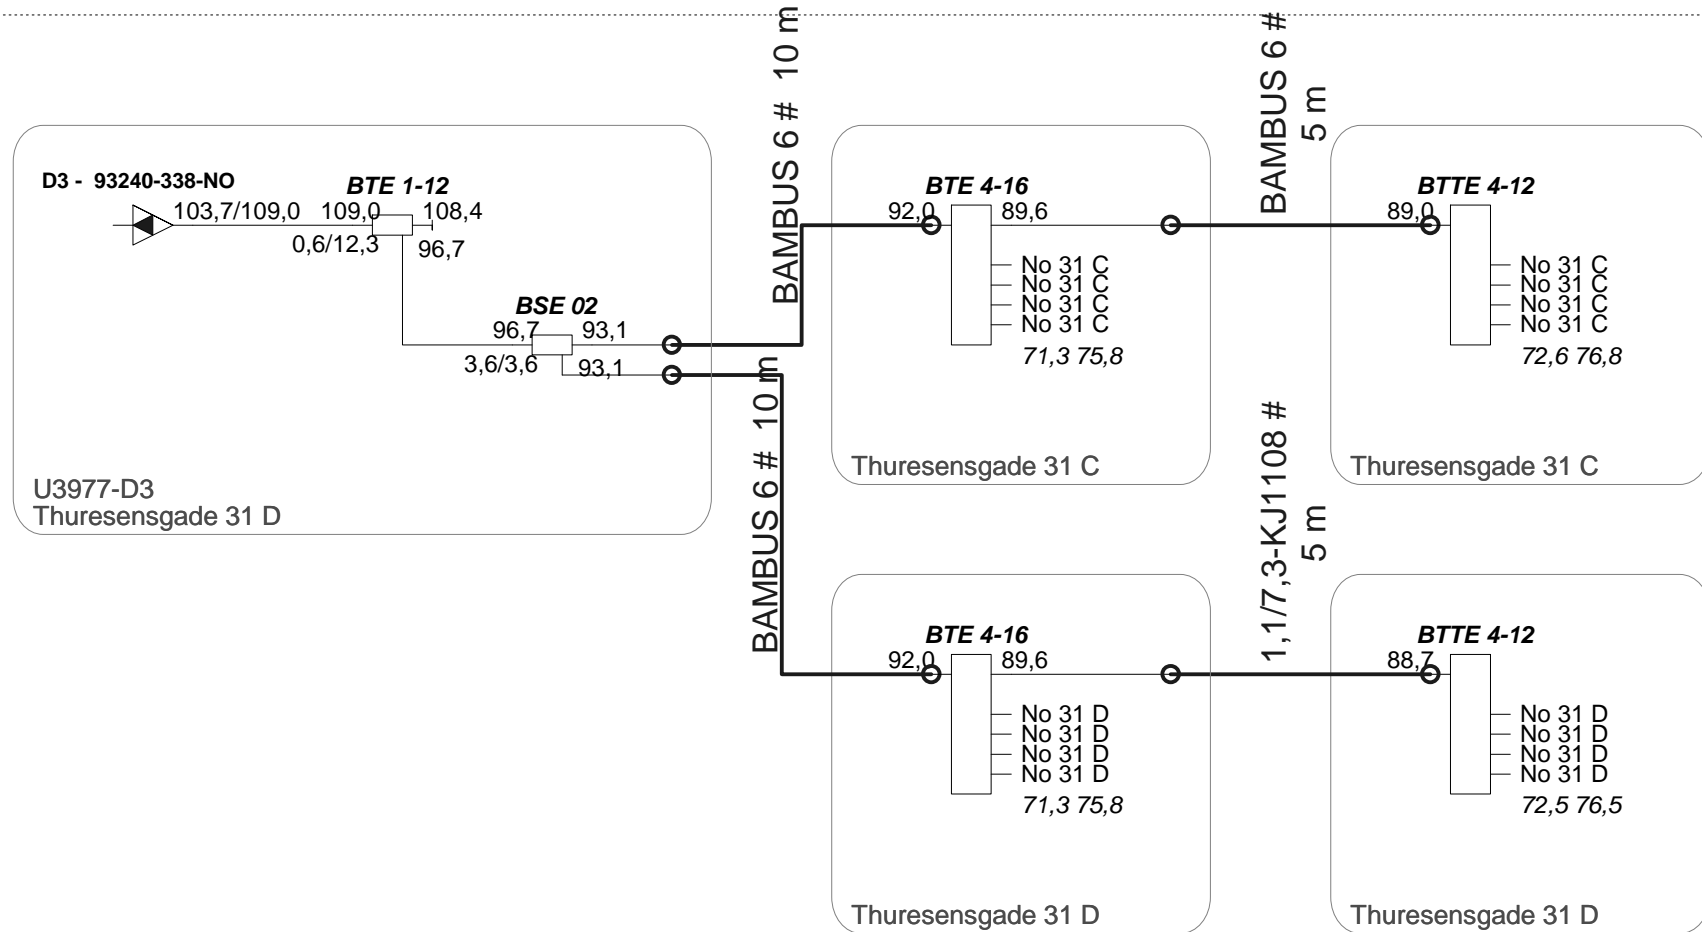 BAMBUS 6 # 10 m
BAMBUS 6 #
5 m
D3 - 93240-338-NO
BTE 1-12
103,7/109,0
109,0
108,4
0,6/12,3
96,7
BSE 02
96,7
93,1
3,6/3,6
93,1
U3977-D3
Thuresensgade 31 D
BTE 4-16
92,0
89,6
No 31 C
No 31 C
No 31 C
No 31 C
71,3 75,8
Thuresensgade 31 C
BTTE 4-12
89,0
No 31 C
No 31 C
No 31 C
No 31 C
72,6 76,8
Thuresensgade 31 C
BAMBUS 6 # 10 m
1,1/7,3-KJ1108 #
5 m
BTE 4-16
92,0
89,6
No 31 D
No 31 D
No 31 D
No 31 D
71,3 75,8
Thuresensgade 31 D
BTTE 4-12
88,7
No 31 D
No 31 D
No 31 D
No 31 D
72,5 76,5
Thuresensgade 31 D